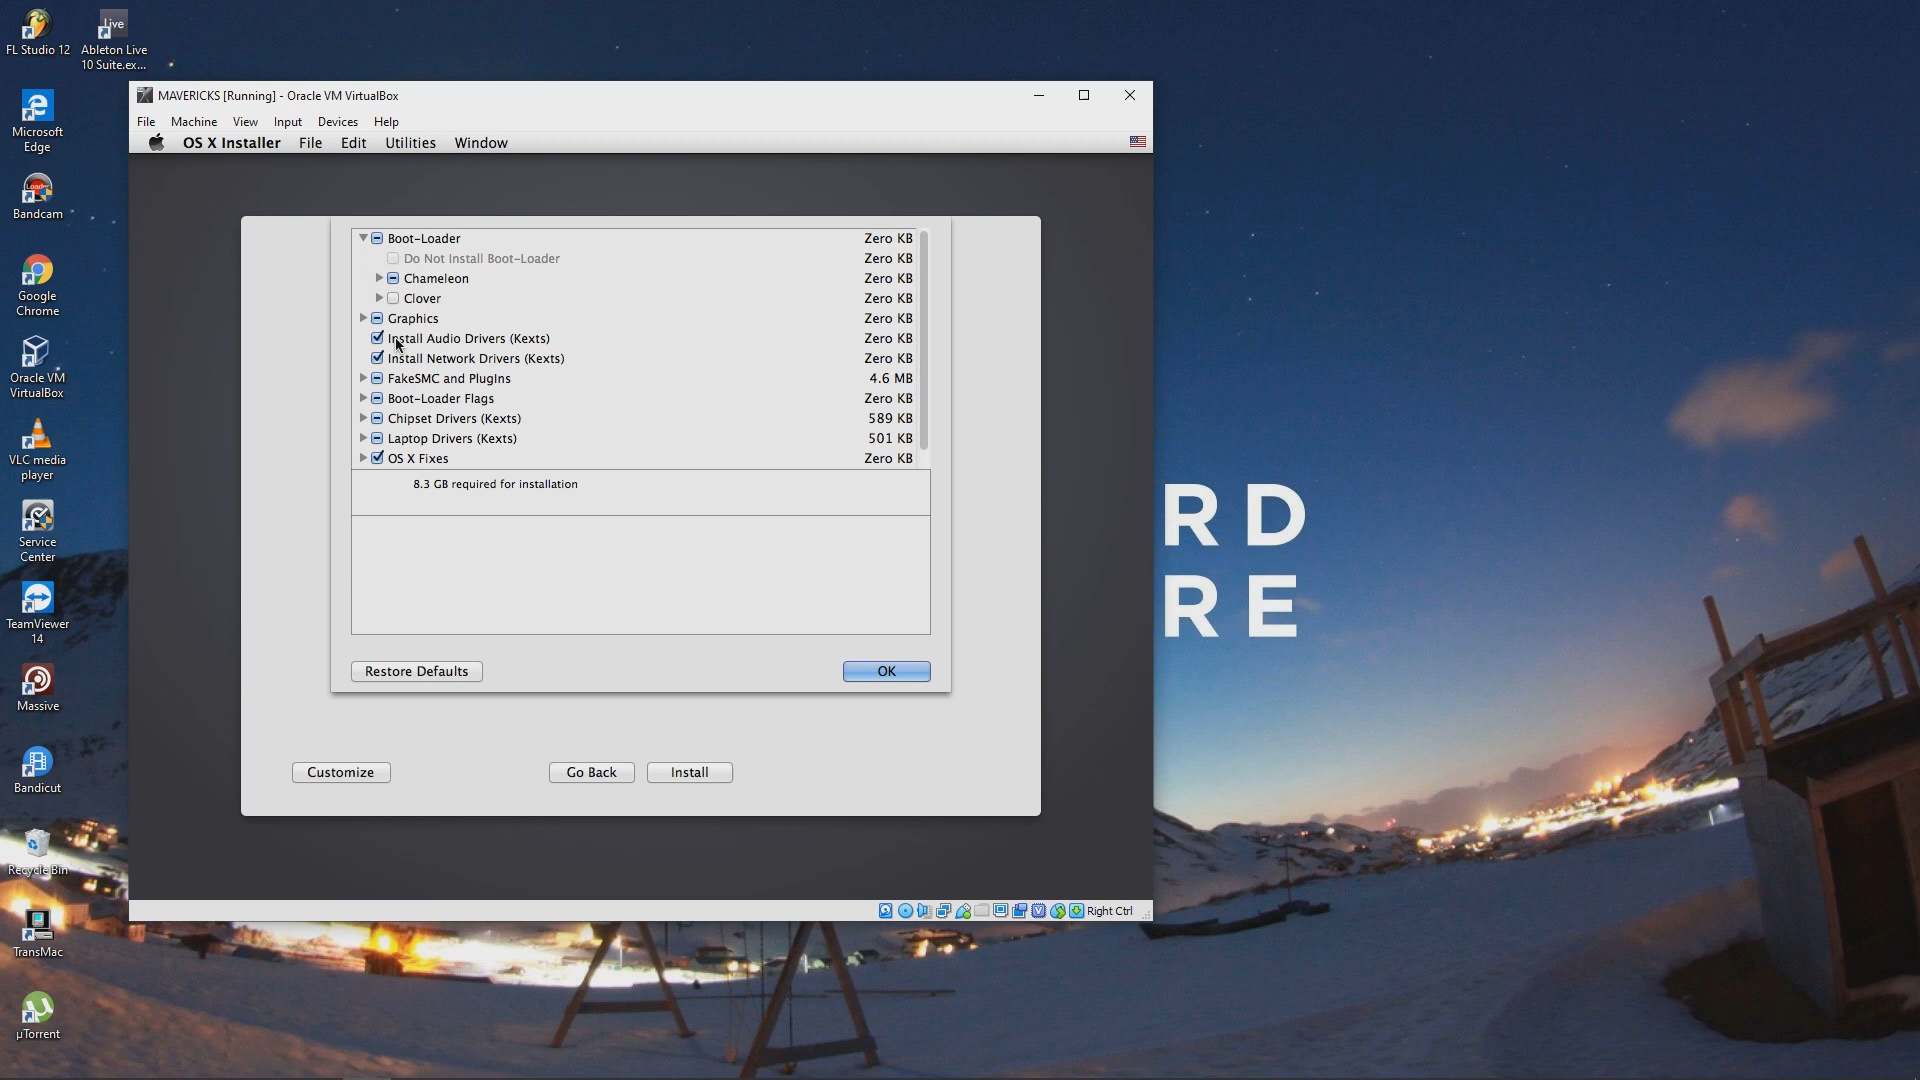 FL Studio 12
Live
Ableton Live
10 Suite.ex...
Microsoft
Edge
Bandcam
Google
Chrome
Oracle VM
VirtualBox
VLC media
player
Service
Center
TeamViewer
14
Massive
Bandicut
Recycle Bin
TransMac
µTorrent
MAVERICKS [Running] - Oracle VM VirtualBox
File Machine View Input Devices Help
OS X Installer File Edit Utilities Window
Boot-Loader Zero KB
Do Not Install Boot-Loader Zero KB
Chameleon Zero KB
Clover Zero KB
Graphics Zero KB
Install Audio Drivers (Kexts) Zero KB
Install Network Drivers (Kexts) Zero KB
FakeSMC and PlugIns 4.6 MB
Boot-Loader Flags Zero KB
Chipset Drivers (Kexts) 589 KB
Laptop Drivers (Kexts) 501 KB
OS X Fixes Zero KB
8.3 GB required for installation
Restore Defaults OK
Customize Go Back Install
Right Ctrl
RD
RE